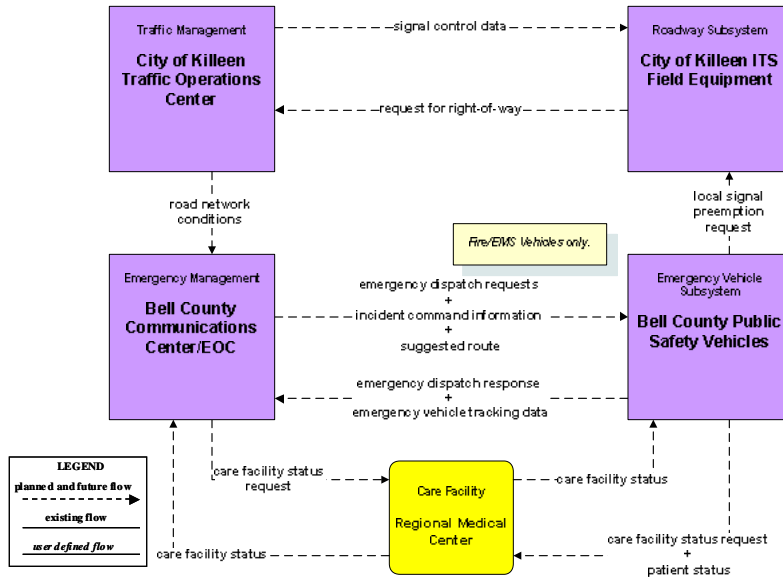 Traffic Management
City of Killeen
Traffic Operations
Center
signal control data
Roadway Subsystem
City of Killeen ITS
Field Equipment
request for right-of-way
road network
conditions
local signal
preemption
request
Fire/EMS Vehicles only.
Emergency Management
Bell County
Communications
Center/EOC
emergency dispatch requests
+
incident command information
+
suggested route
Emergency Vehicle
Subsystem
Bell County Public
Safety Vehicles
emergency dispatch response
+
emergency vehicle tracking data
LEGEND
planned and future flow
existing flow
user defined flow
care facility status
request
Care Facility
Regional Medical
Center
care facility status
care facility status
care facility status request
+
patient status